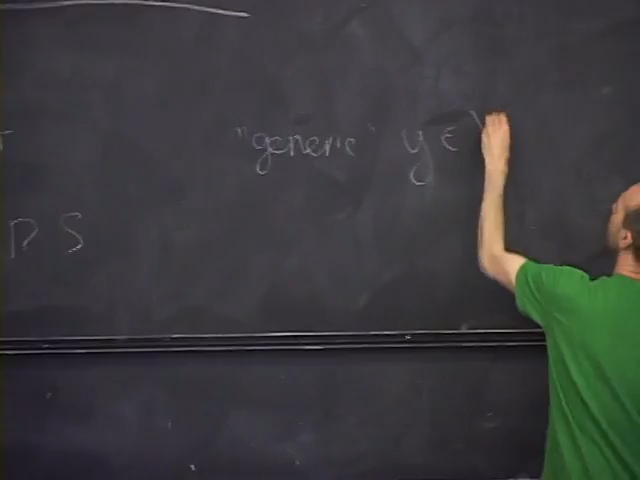 "generic" y ∈
D S